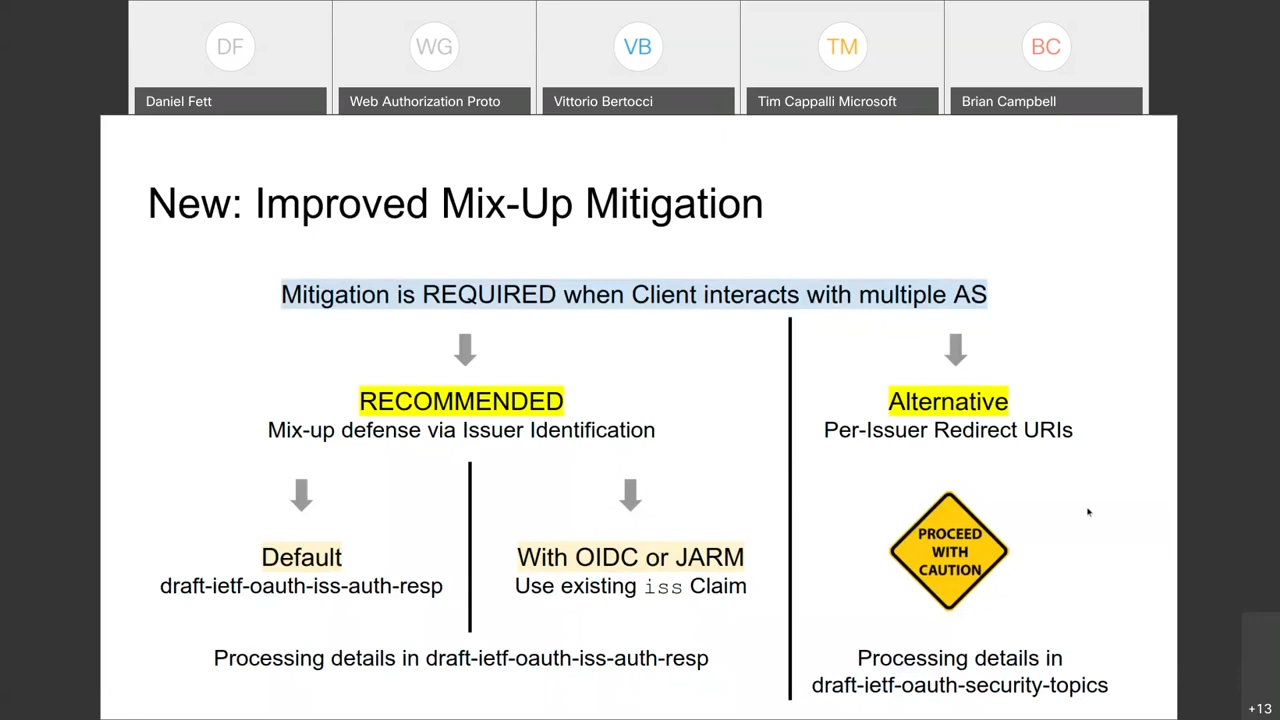 DF
WG
VB
TM
BC
Daniel Fett
Web Authorization Proto
Vittorio Bertocci
Tim Cappalli Microsoft
Brian Campbell
New: Improved Mix-Up Mitigation
Mitigation is REQUIRED when Client interacts with multiple AS
RECOMMENDED
Mix-up defense via Issuer Identification
Alternative
Per-Issuer Redirect URIs
Default
draft-ietf-oauth-iss-auth-resp
With OIDC or JARM
Use existing iss Claim
PROCEED
WITH
CAUTION
Processing details in draft-ietf-oauth-iss-auth-resp
Processing details in
draft-ietf-oauth-security-topics
+13